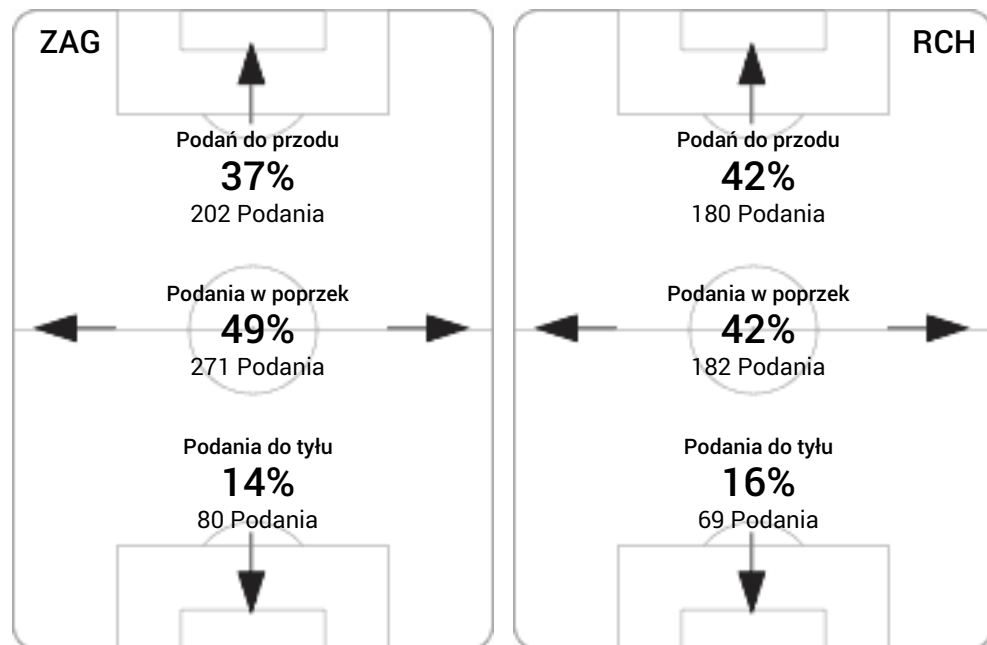 ZAG
Podań do przodu
37%
202 Podania
Podania w poprzek
49%
271 Podania
Podania do tyłu
14%
80 Podania
RCH
Podań do przodu
42%
180 Podania
Podania w poprzek
42%
182 Podania
Podania do tyłu
16%
69 Podania